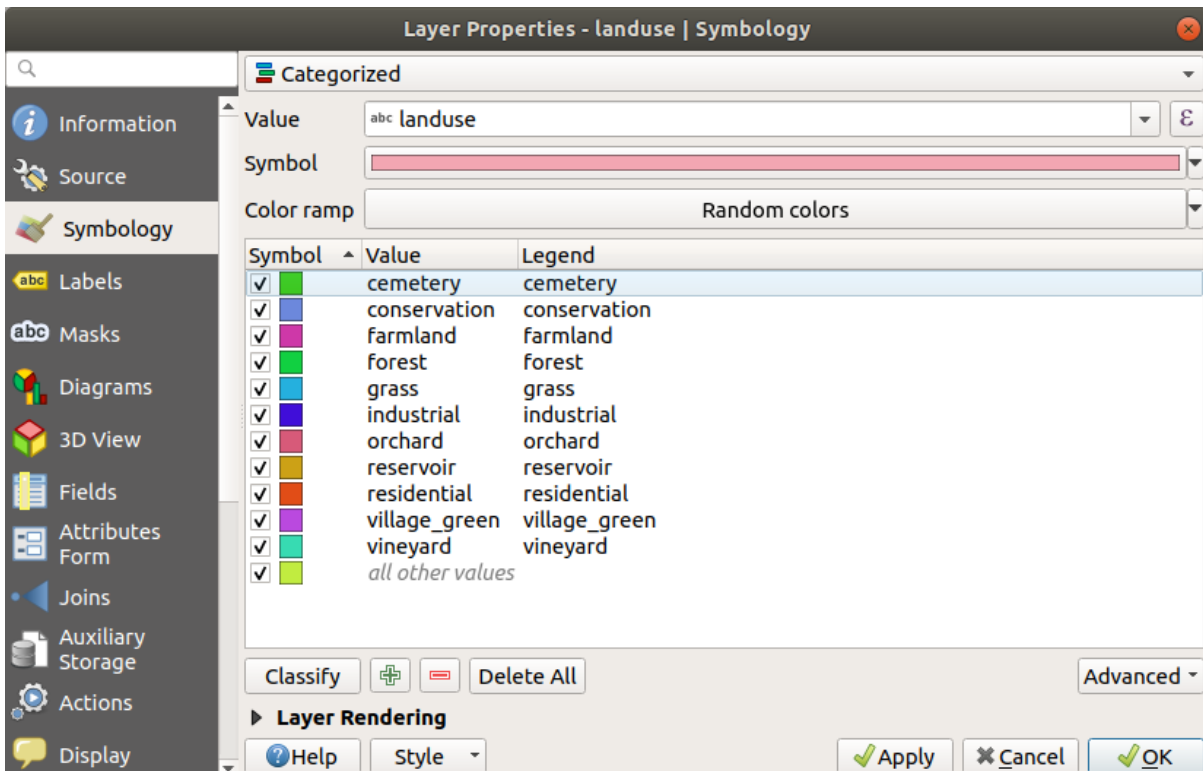 Layer Properties - landuse | Symbology
Information
Source
Symbology
abc Labels
abc Masks
Diagrams
3D View
Fields
Attributes
Form
Joins
Auxiliary
Storage
Actions
Display
Categorized
Value abc landuse ε
Symbol
Color ramp Random colors
Symbol Value Legend
cemetery cemetery
conservation conservation
farmland farmland
forest forest
grass grass
industrial industrial
orchard orchard
reservoir reservoir
residential residential
village_green village_green
vineyard vineyard
all other values
Classify Delete All Advanced
Layer Rendering
Help Style Apply Cancel OK